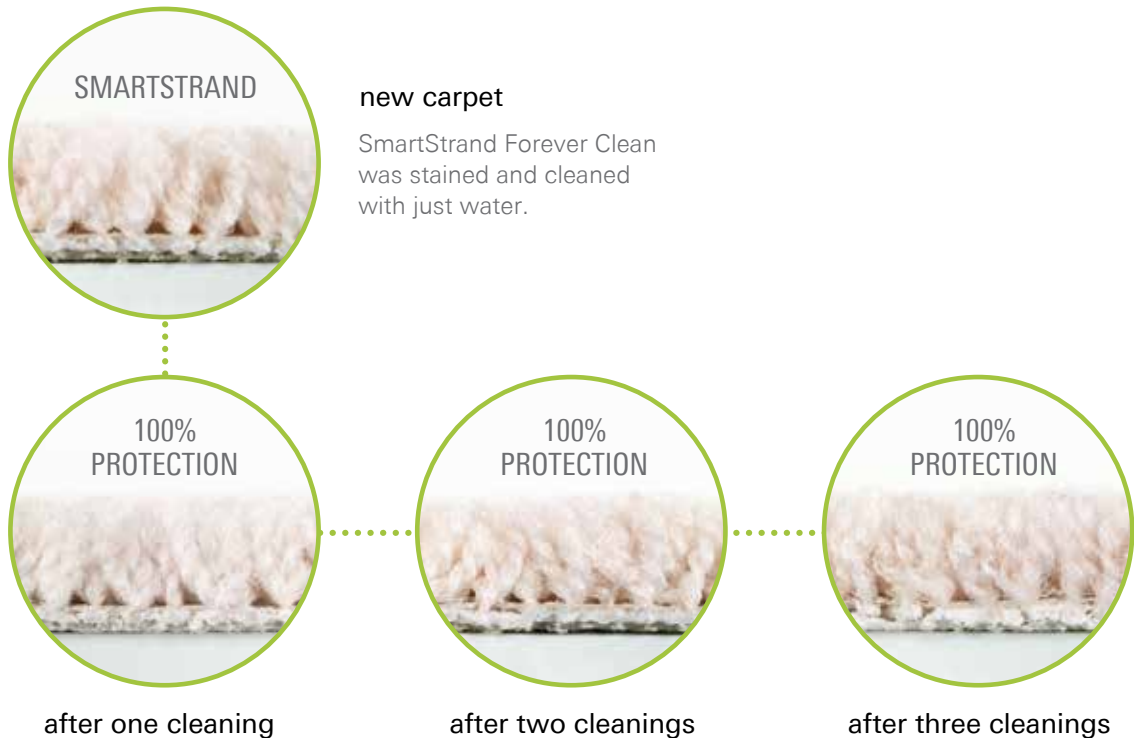 SMARTSTRAND
new carpet
SmartStrand Forever Clean
was stained and cleaned
with just water.
100%
PROTECTION
100%
PROTECTION
100%
PROTECTION
after one cleaning
after two cleanings
after three cleanings